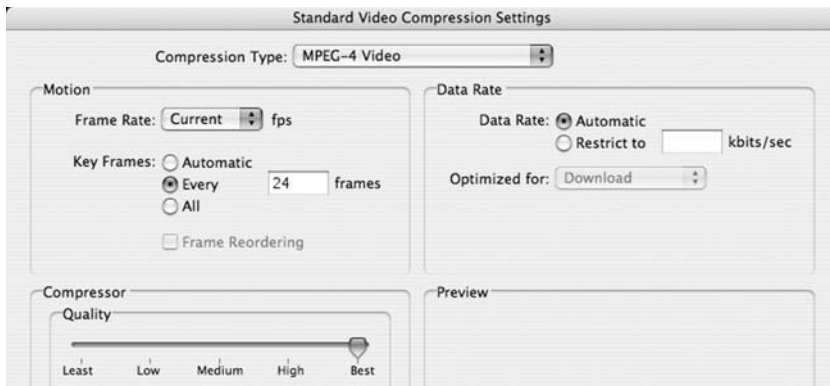 Standard Video Compression Settings
Compression Type: MPEG-4 Video
Motion
Frame Rate: Current fps
Key Frames: Automatic
Every 24 frames
All
Frame Reordering
Data Rate
Data Rate: Automatic
Restrict to kbits/sec
Optimized for: Download
Compressor
Quality
Least Low Medium High Best
Preview